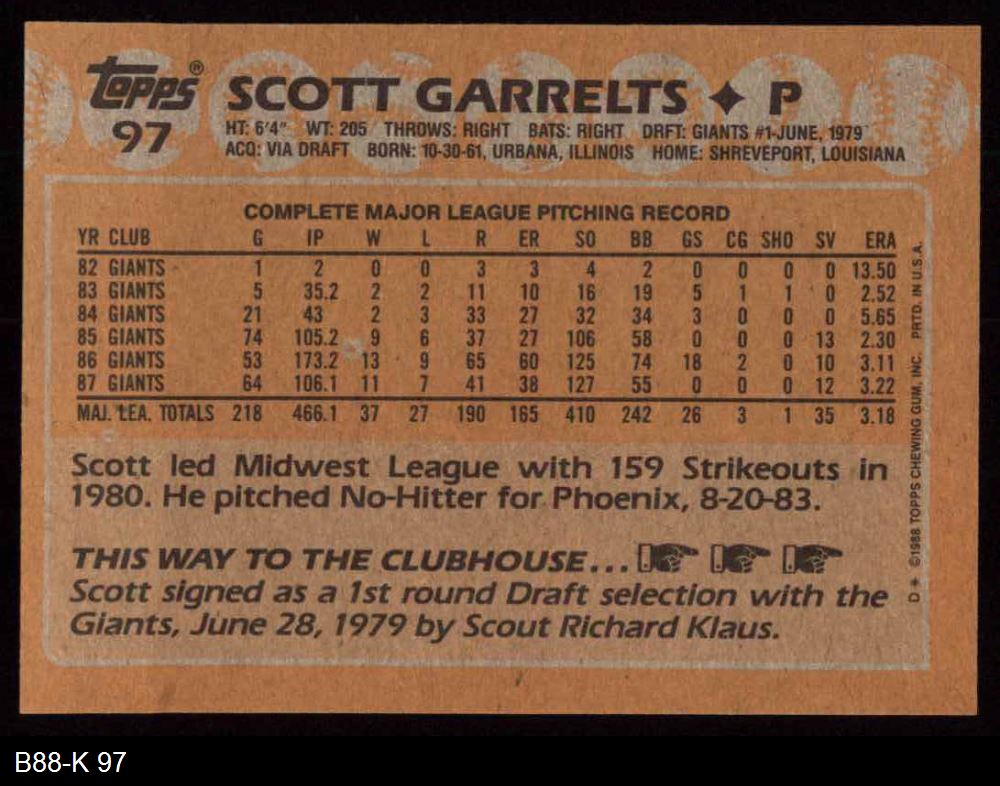 Topps® SCOTT GARRELTS ✦ P
97 HT: 6'4" WT: 205 THROWS: RIGHT BATS: RIGHT DRFT: GIANTS #1-JUNE, 1979
ACQ: VIA DRAFT BORN: 10-30-61, URBANA, ILLINOIS HOME: SHREVEPORT, LOUISIANA
COMPLETE MAJOR LEAGUE PITCHING RECORD
YR CLUB G IP W L R ER SO BB GS CG SHO SV ERA
82 GIANTS 1 2 0 0 3 3 4 2 0 0 0 0 13.50
83 GIANTS 5 35.2 2 2 11 10 16 19 5 1 1 0 2.52
84 GIANTS 21 43 2 3 33 27 32 34 3 0 0 0 5.65
85 GIANTS 74 105.2 9 6 37 27 106 58 0 0 0 13 2.30
86 GIANTS 53 173.2 13 9 65 60 125 74 18 2 0 10 3.11
87 GIANTS 64 106.1 11 7 41 38 127 55 0 0 0 12 3.22
MAJ. LEA. TOTALS 218 466.1 37 27 190 165 410 242 26 3 1 35 3.18
Scott led Midwest League with 159 Strikeouts in
1980. He pitched No-Hitter for Phoenix, 8-20-83.
THIS WAY TO THE CLUBHOUSE...
Scott signed as a 1st round Draft selection with the
Giants, June 28, 1979 by Scout Richard Klaus.
D✶ ©1988 TOPPS CHEWING GUM, INC. PRTD. IN U.S.A.
B88-K 97